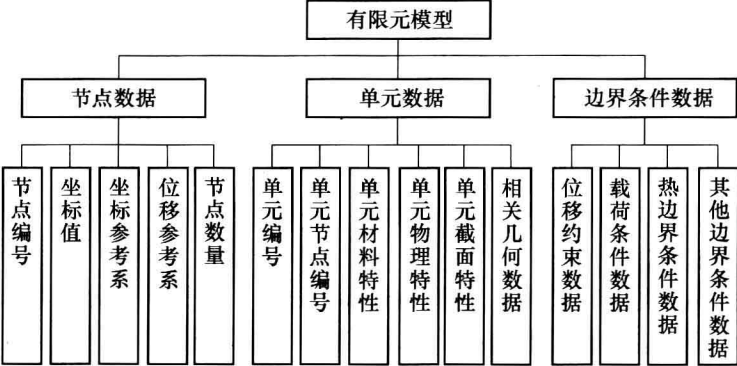 有限元模型
节点数据
单元数据
边界条件数据
节点编号
坐标值
坐标参考系
位移参考系
节点数量
单元编号
单元节点编号
单元材料特性
单元物理特性
单元截面特性
相关几何数据
位移约束数据
载荷条件数据
热边界条件数据
其他边界条件数据